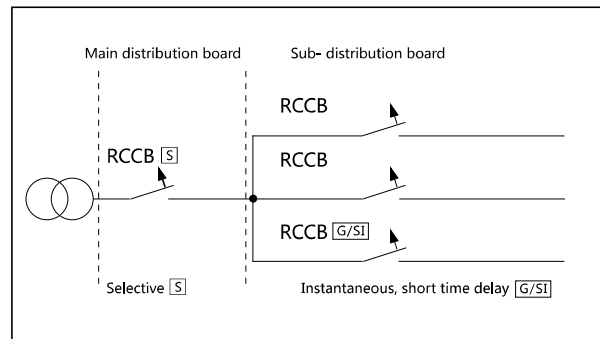 Main distribution board
Sub- distribution board
RCCB
RCCB S
RCCB
RCCB G/SI
Selective S
Instantaneous, short time delay G/SI